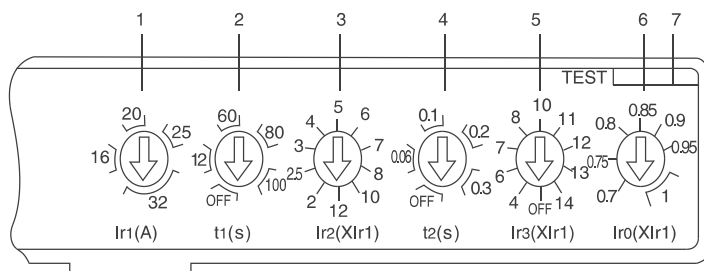 1 2 3 4 5 6 7
TEST
20 25 16 32
60 80 12 100 OFF
5 4 6 3 7 2.5 8 2 10 12
0.1 0.2 0.06 0.3 OFF
10 8 11 7 12 6 13 4 14 OFF
0.85 0.8 0.9 0.75 0.95 0.7 1
Ir1(A) t1(s) Ir2(XIr1) t2(s) Ir3(XIr1) Ir0(XIr1)